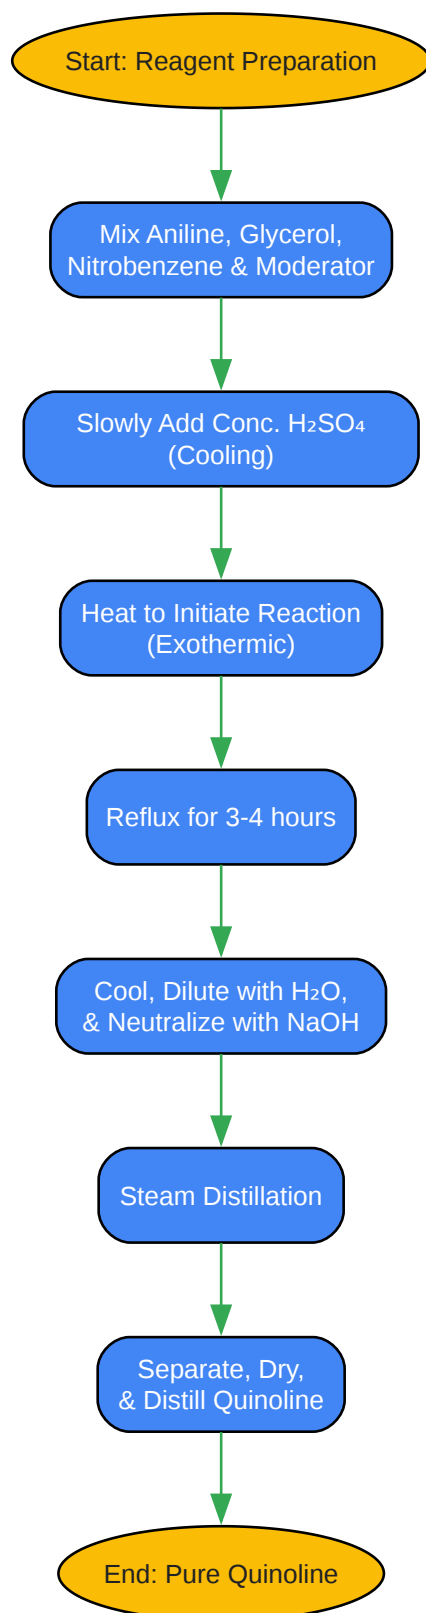 Start: Reagent Preparation
Mix Aniline, Glycerol,
Nitrobenzene & Moderator
Slowly Add Conc. H₂SO₄
(Cooling)
Heat to Initiate Reaction
(Exothermic)
Reflux for 3-4 hours
Cool, Dilute with H₂O,
& Neutralize with NaOH
Steam Distillation
Separate, Dry,
& Distill Quinoline
End: Pure Quinoline